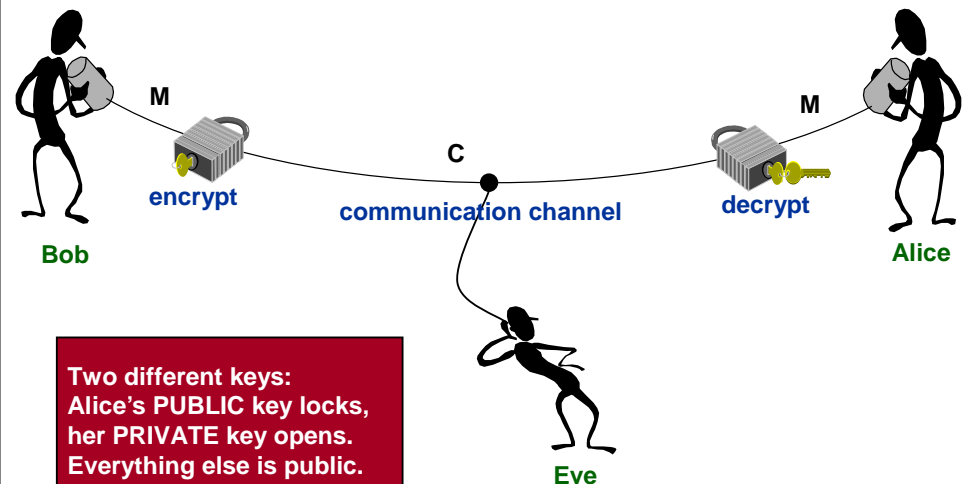 M
M
C
encrypt
communication channel
decrypt
Bob
Alice
Two different keys:
Alice's PUBLIC key locks,
her PRIVATE key opens.
Everything else is public.
Eve